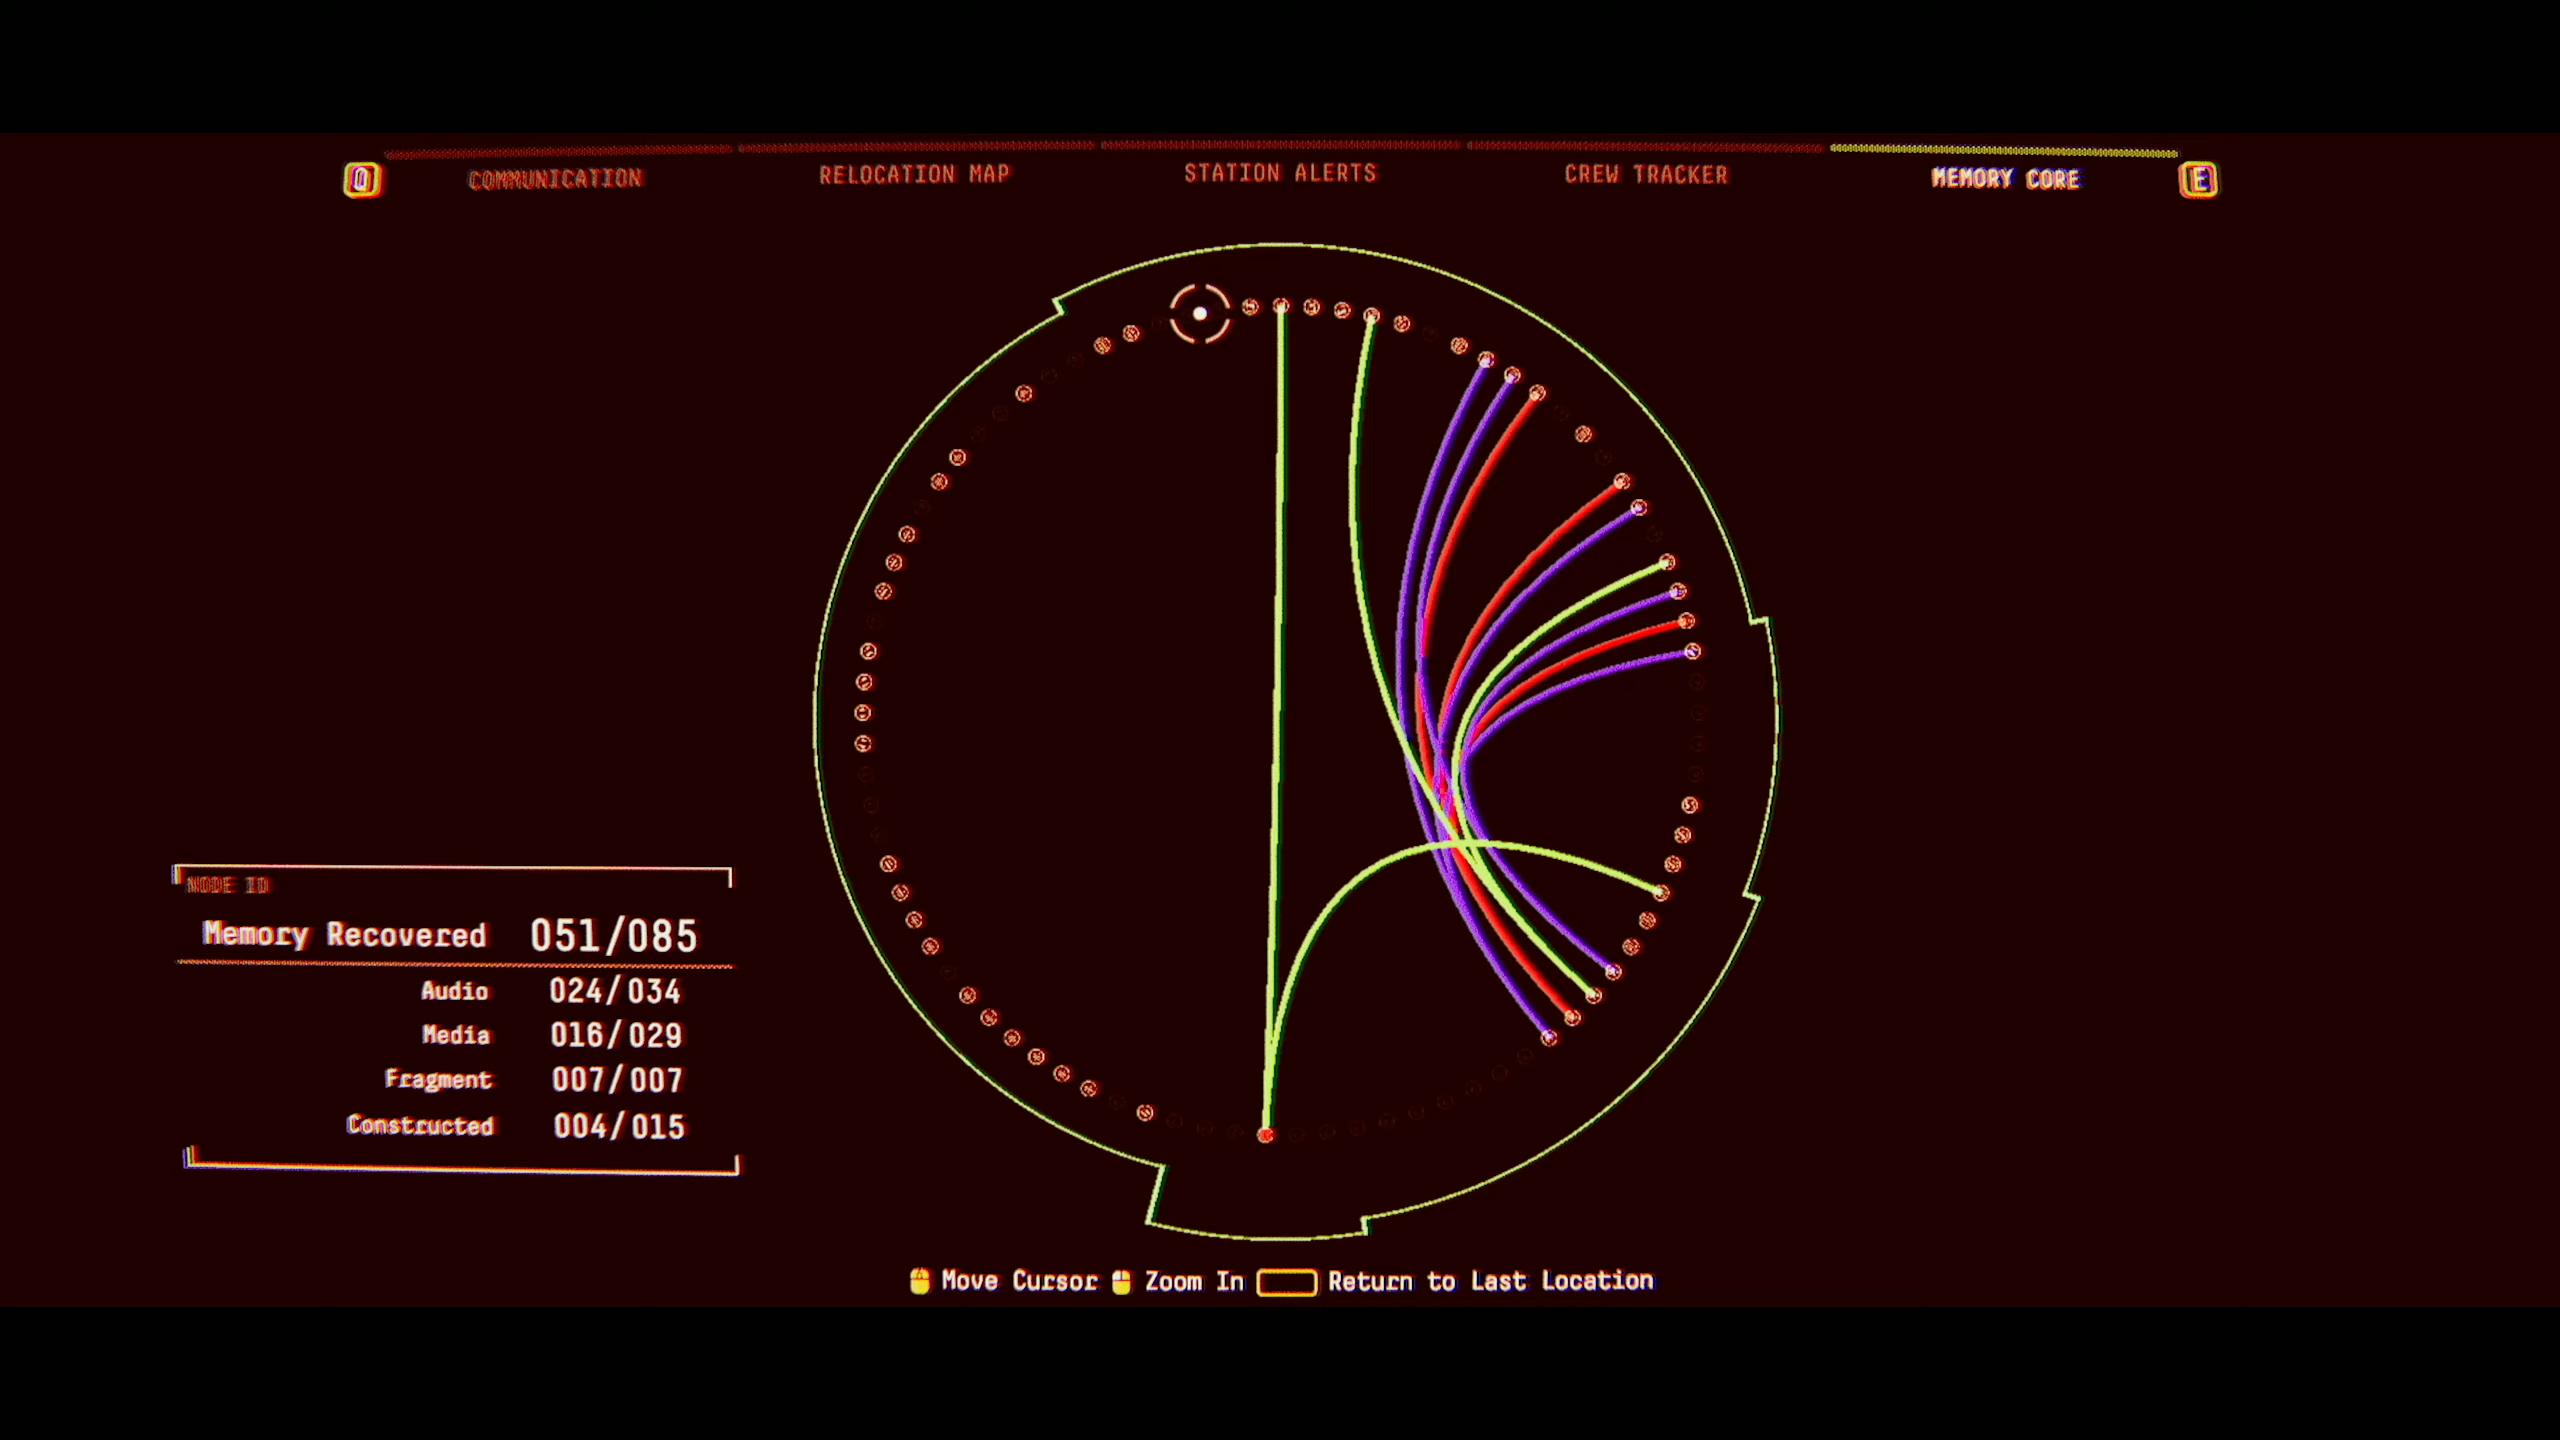 Q COMMUNICATION RELOCATION MAP STATION ALERTS CREW TRACKER MEMORY CORE E
NODE ID
Memory Recovered 051/085
Audio 024/034
Media 016/029
Fragment 007/007
Constructed 004/015
Move Cursor Zoom In Return to Last Location